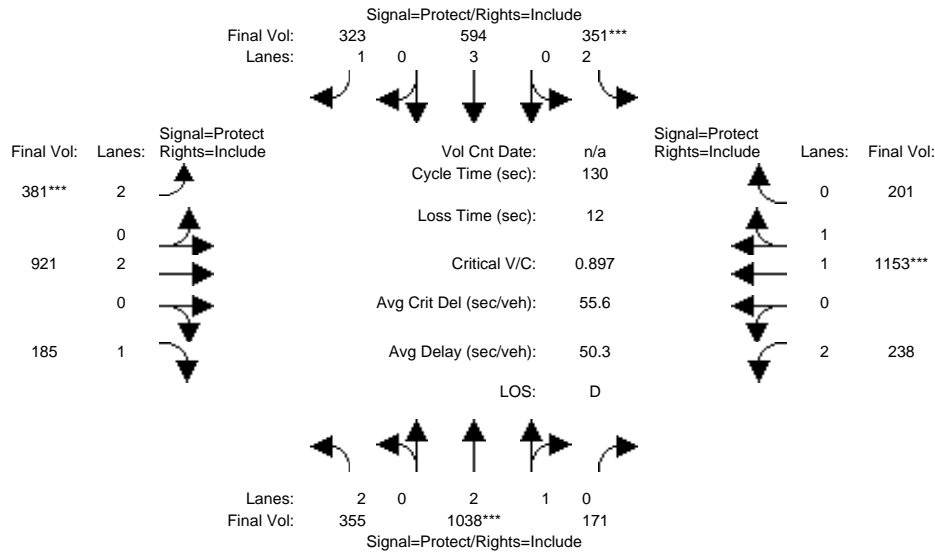 Signal=Protect/Rights=Include
Final Vol: 323 594 351***
Lanes: 1 0 3 0 2
Signal=Protect
Final Vol: Lanes: Rights=Include
Vol Cnt Date: n/a
Signal=Protect
Rights=Include Lanes: Final Vol:
Cycle Time (sec): 130
381*** 2
0 201
Loss Time (sec): 12
0
1
921 2
Critical V/C: 0.897
1 1153***
0
Avg Crit Del (sec/veh): 55.6
0
185 1
Avg Delay (sec/veh): 50.3
2 238
LOS: D
Lanes: 2 0 2 1 0
Final Vol: 355 1038*** 171
Signal=Protect/Rights=Include